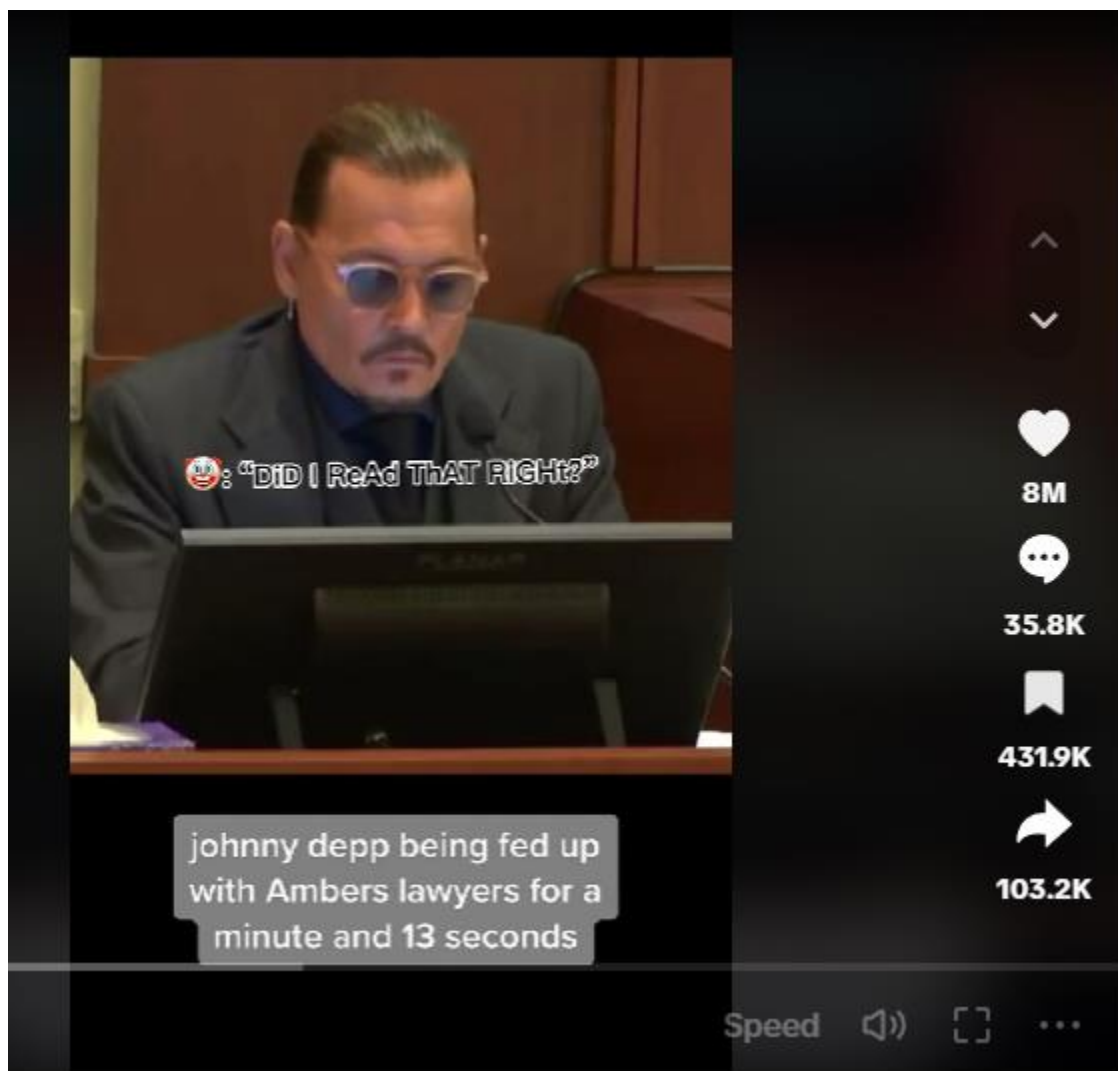 🤡: “DiD I ReAd ThAT RiGHt?”
PLANAR
8M
35.8K
431.9K
103.2K
johnny depp being fed up
with Ambers lawyers for a
minute and 13 seconds
Speed